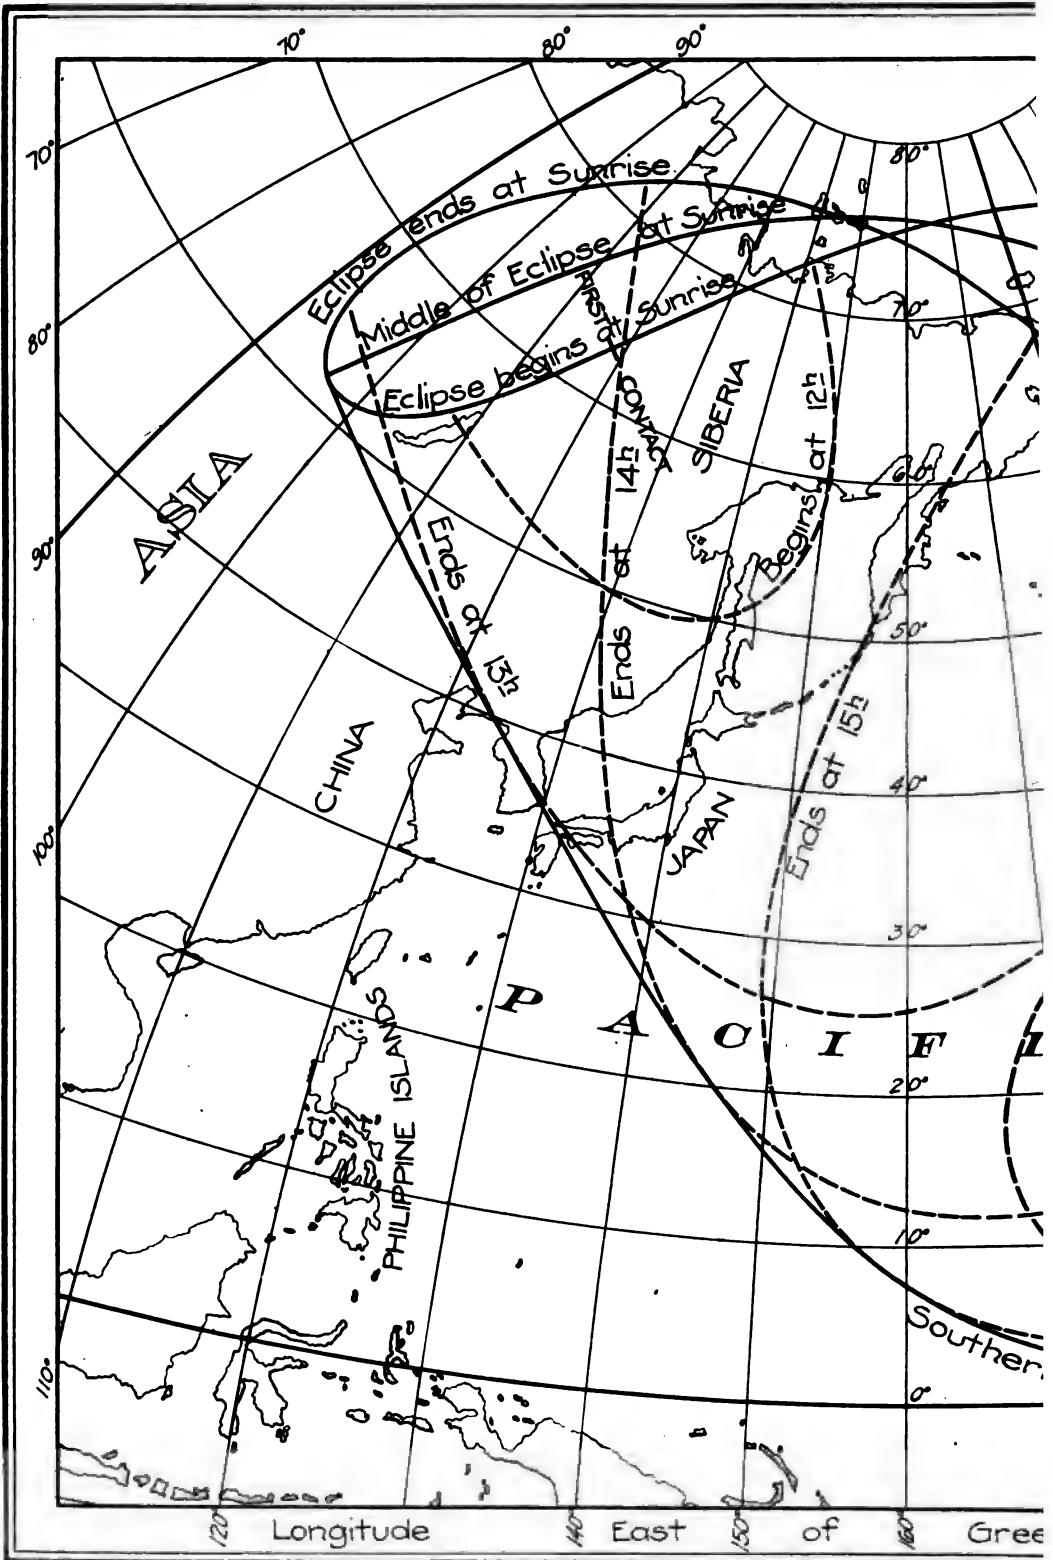 70° 80° 90°
70°
80°
90°
100°
110°
80°
70°
60°
50°
40°
30°
20°
10°
0°
Eclipse ends at Sunrise
Middle of Eclipse at Sunrise
Eclipse begins at Sunrise
FIRST CONTACT
SIBERIA
ASIA
Begins at 12h
Ends at 13h
Ends at 14h
Ends at 15h
CHINA
JAPAN
PACIFI
PHILIPPINE ISLANDS
Souther
120° 140° 150° 160°
Longitude East of Gree